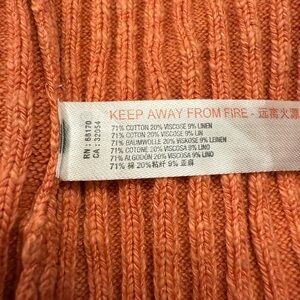 KEEP AWAY FROM FIRE - 远离火源
71% COTTON 20% VISCOSE 9% LINEN
71% COTON 20% VISCOSE 9% LIN
71% BAUMWOLLE 20% VISKOSE 9% LEINEN
71% COTONE 20% VISCOSA 9% LINO
71% ALGODÓN 20% VISCOSA 9% LINO
71% 棉 20% 粘纤 9% 亚麻
RN: 68170
CA: 32054